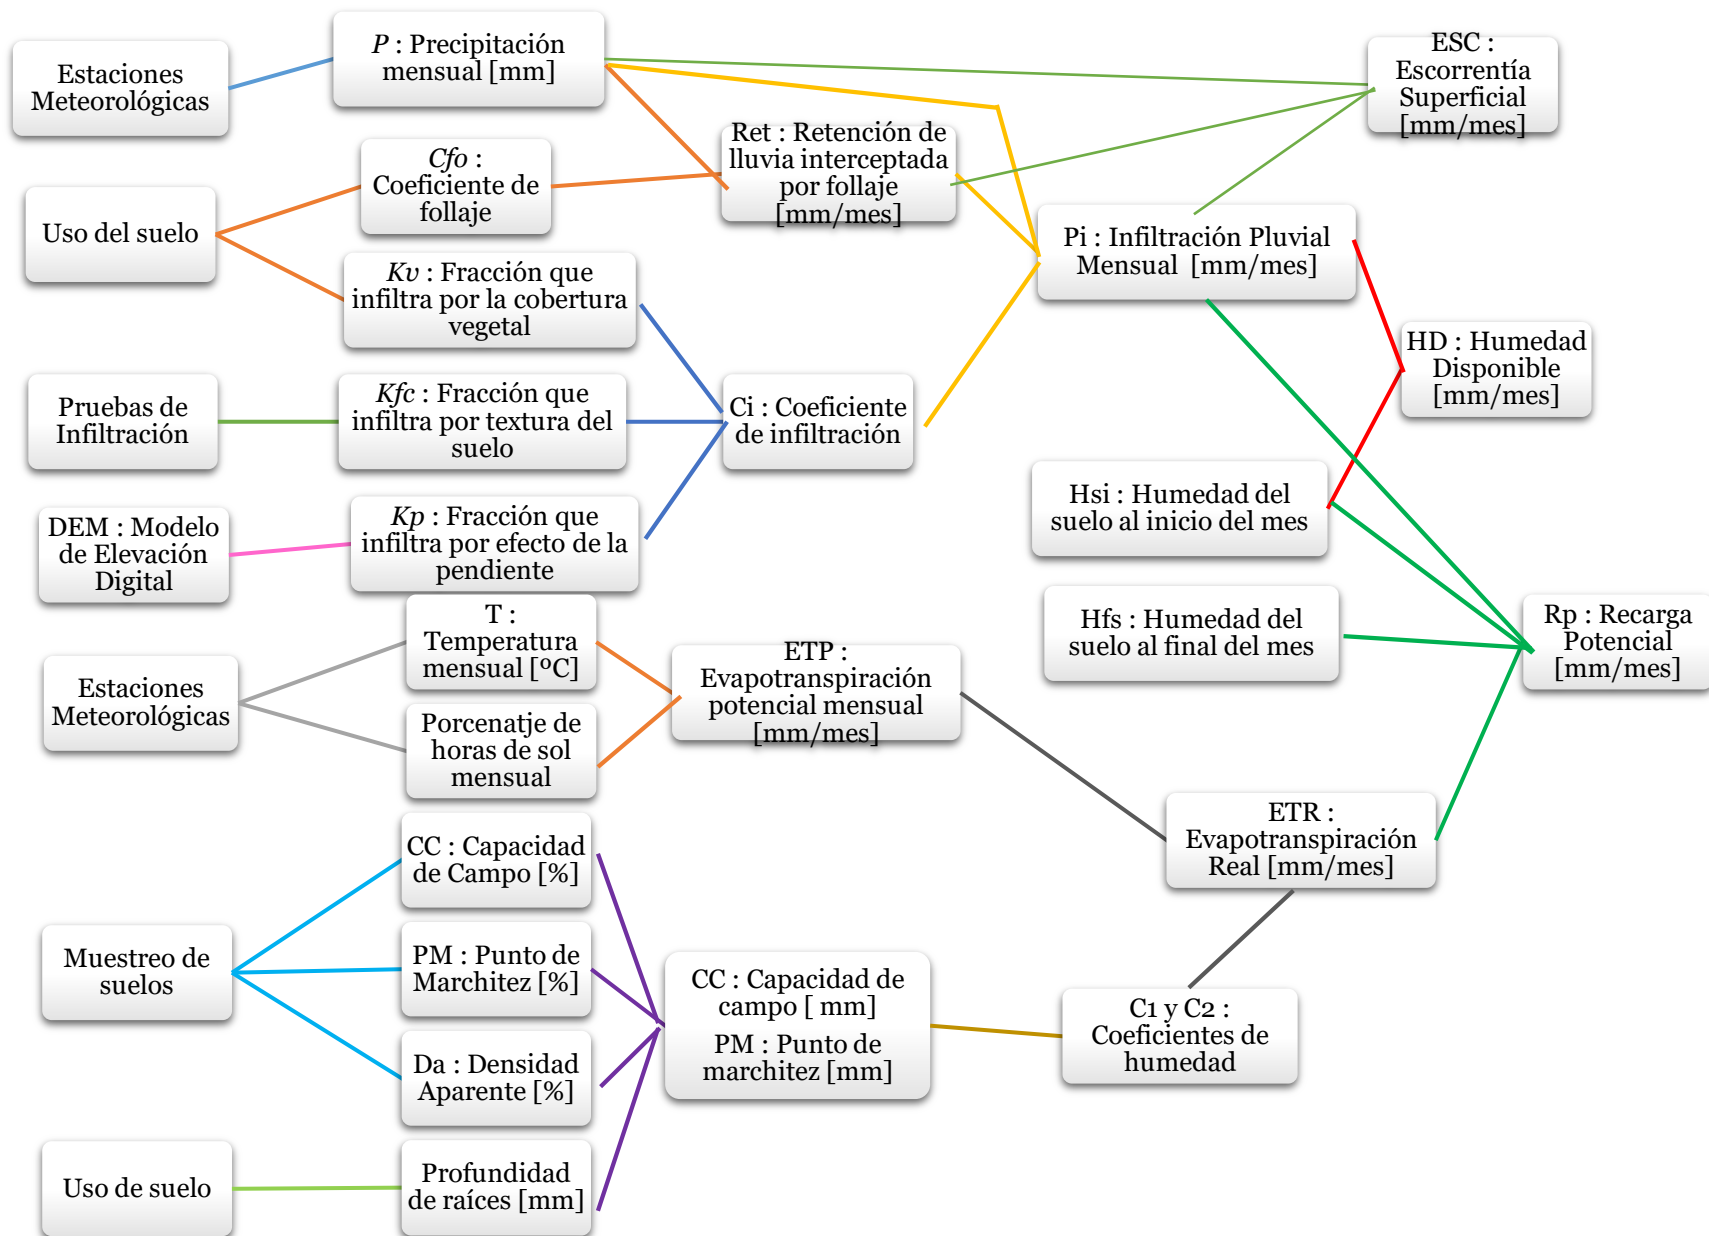 Estaciones
Meteorológicas
P : Precipitación
mensual [mm]
ESC :
Escorrentía
Superficial
[mm/mes]
Uso del suelo
Cfo :
Coeficiente de
follaje
Ret : Retención de
lluvia interceptada
por follaje
[mm/mes]
Kv : Fracción que
infiltra por la cobertura
vegetal
Pi : Infiltración Pluvial
Mensual [mm/mes]
HD : Humedad
Disponible
[mm/mes]
Pruebas de
Infiltración
Kfc : Fracción que
infiltra por textura del
suelo
Ci : Coeficiente
de infiltración
DEM : Modelo
de Elevación
Digital
Kp : Fracción que
infiltra por efecto de la
pendiente
Hsi : Humedad del
suelo al inicio del mes
Hfs : Humedad del
suelo al final del mes
Rp : Recarga
Potencial
[mm/mes]
Estaciones
Meteorológicas
T :
Temperatura
mensual [ºC]
Porcenatje de
horas de sol
mensual
ETP :
Evapotranspiración
potencial mensual
[mm/mes]
ETR :
Evapotranspiración
Real [mm/mes]
Muestreo de
suelos
CC : Capacidad
de Campo [%]
PM : Punto de
Marchitez [%]
Da : Densidad
Aparente [%]
CC : Capacidad de
campo [ mm]
PM : Punto de
marchitez [mm]
C1 y C2 :
Coeficientes de
humedad
Uso de suelo
Profundidad
de raíces [mm]